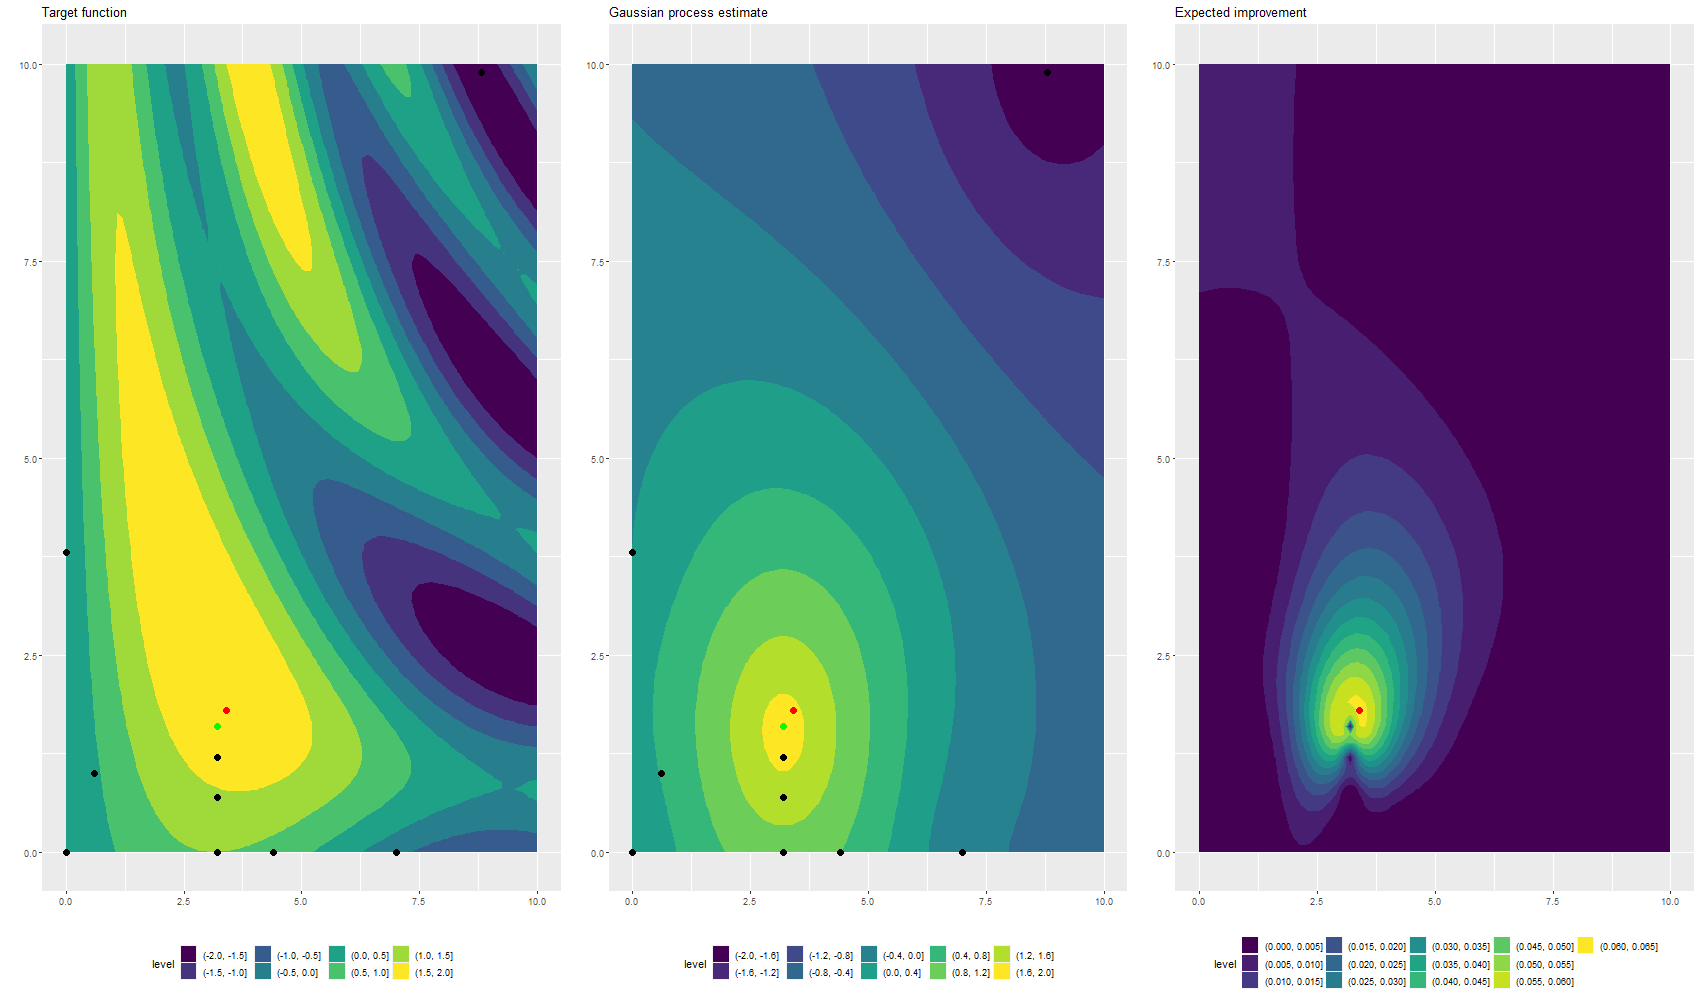 Target function
Gaussian process estimate
Expected improvement
10.0
7.5
5.0
2.5
0.0
0.0 2.5 5.0 7.5 10.0
10.0
7.5
5.0
2.5
0.0
0.0 2.5 5.0 7.5 10.0
10.0
7.5
5.0
2.5
0.0
0.0 2.5 5.0 7.5 10.0
level
(-2.0, -1.5] (-1.0, -0.5] (0.0, 0.5] (1.0, 1.5]
(-1.5, -1.0] (-0.5, 0.0] (0.5, 1.0] (1.5, 2.0]
level
(-2.0, -1.6] (-1.2, -0.8] (-0.4, 0.0] (0.4, 0.8] (1.2, 1.6]
(-1.6, -1.2] (-0.8, -0.4] (0.0, 0.4] (0.8, 1.2] (1.6, 2.0]
level
(0.000, 0.005] (0.015, 0.020] (0.030, 0.035] (0.045, 0.050] (0.060, 0.065]
(0.005, 0.010] (0.020, 0.025] (0.035, 0.040] (0.050, 0.055]
(0.010, 0.015] (0.025, 0.030] (0.040, 0.045] (0.055, 0.060]